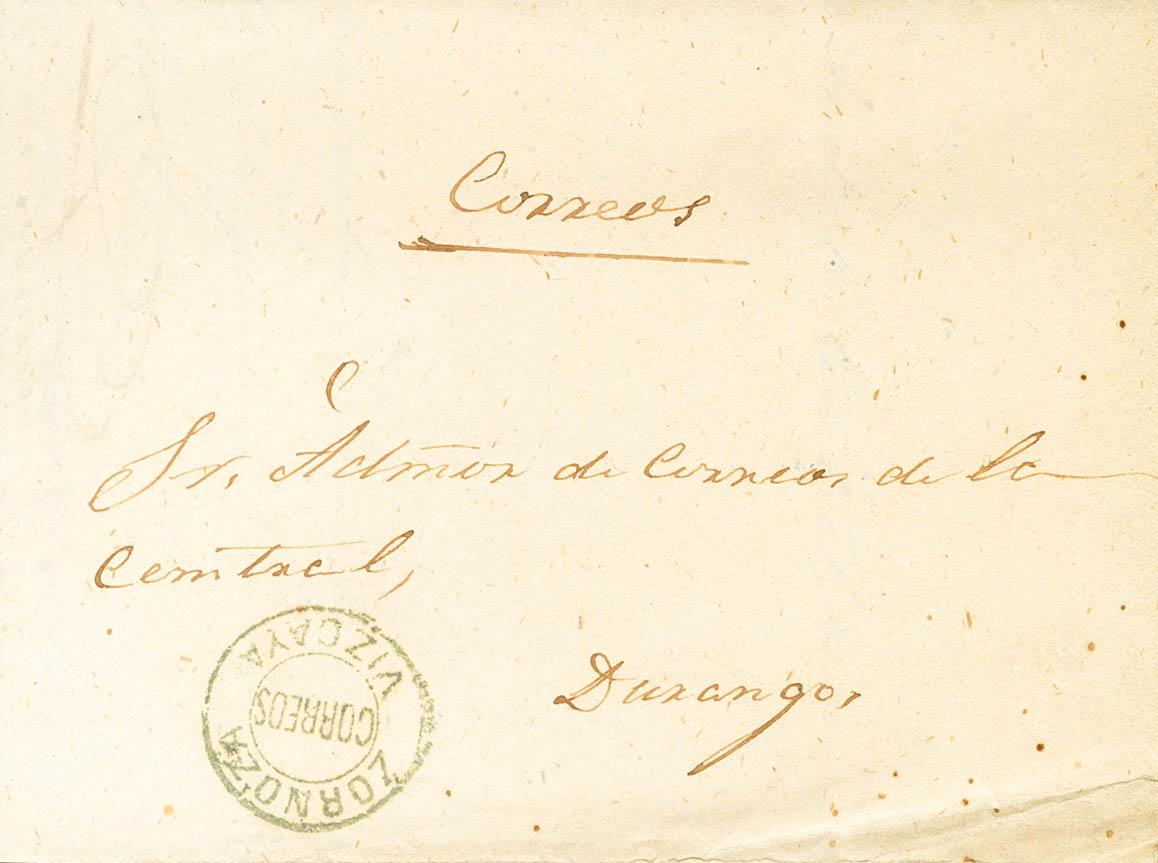 Correos
Sr. Admor de Correos de la
Central,
Durango.
ZORNOZA
CORREOS
VIZCAYA